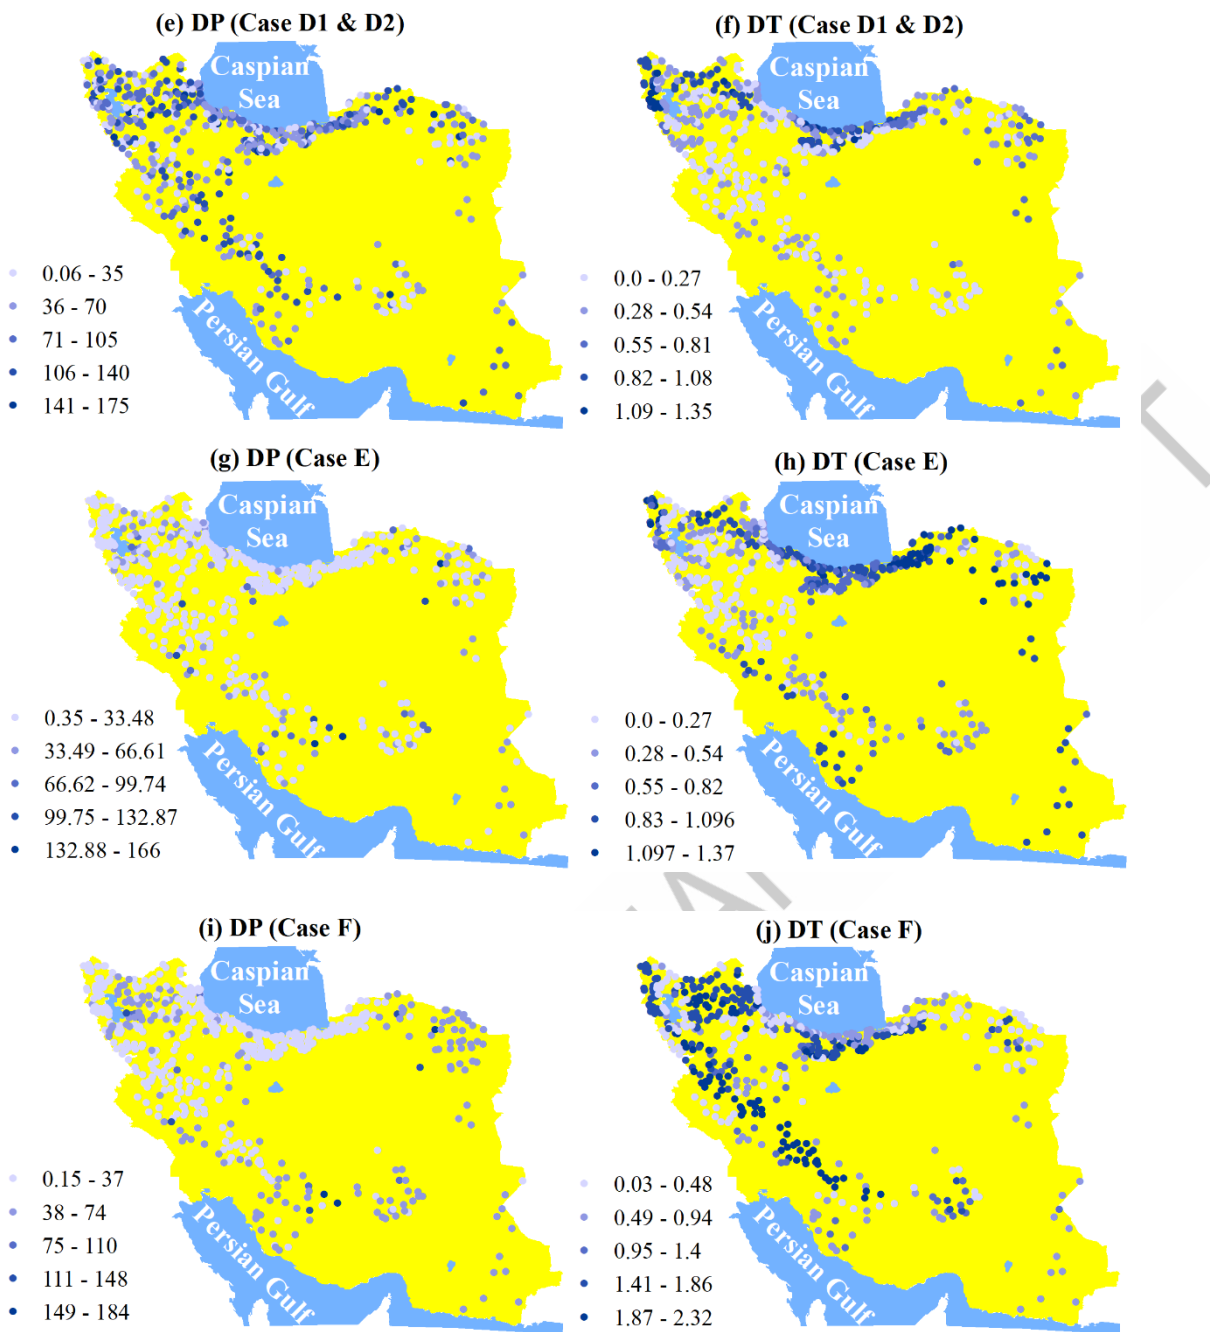 (e) DP (Case D1 & D2)
Caspian
Sea
Persian Gulf
0.06 - 35
36 - 70
71 - 105
106 - 140
141 - 175
(f) DT (Case D1 & D2)
Caspian
Sea
Persian Gulf
0.0 - 0.27
0.28 - 0.54
0.55 - 0.81
0.82 - 1.08
1.09 - 1.35
(g) DP (Case E)
Caspian
Sea
Persian Gulf
0.35 - 33.48
33.49 - 66.61
66.62 - 99.74
99.75 - 132.87
132.88 - 166
(h) DT (Case E)
Caspian
Sea
Persian Gulf
0.0 - 0.27
0.28 - 0.54
0.55 - 0.82
0.83 - 1.096
1.097 - 1.37
(i) DP (Case F)
Caspian
Sea
Persian Gulf
0.15 - 37
38 - 74
75 - 110
111 - 148
149 - 184
(j) DT (Case F)
Caspian
Sea
Persian Gulf
0.03 - 0.48
0.49 - 0.94
0.95 - 1.4
1.41 - 1.86
1.87 - 2.32